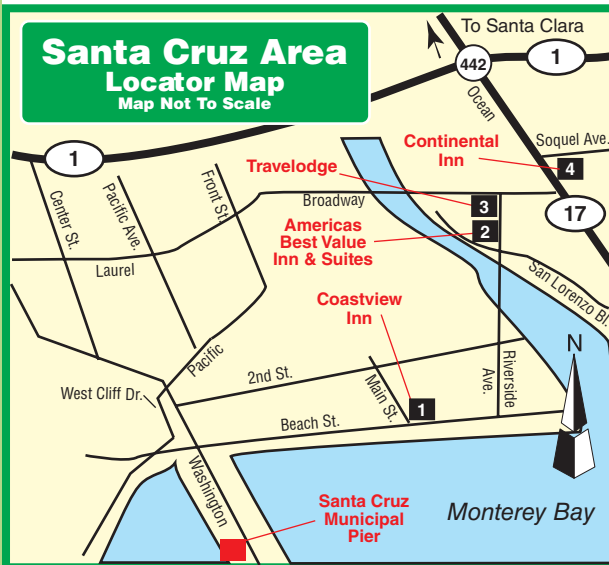 Santa Cruz Area
Locator Map
Map Not To Scale
To Santa Clara
442
1
Ocean
1
Soquel Ave.
Continental
Inn
4
Travelodge
Center St.
Pacific Ave.
Front St.
Broadway
3
17
Americas
Best Value
Inn & Suites
2
Laurel
San Lorenzo Bl.
Coastview
Inn
N
Pacific
2nd St.
Main St.
Riverside
Ave.
West Cliff Dr.
1
Beach St.
Washington
Santa Cruz
Municipal
Pier
Monterey Bay